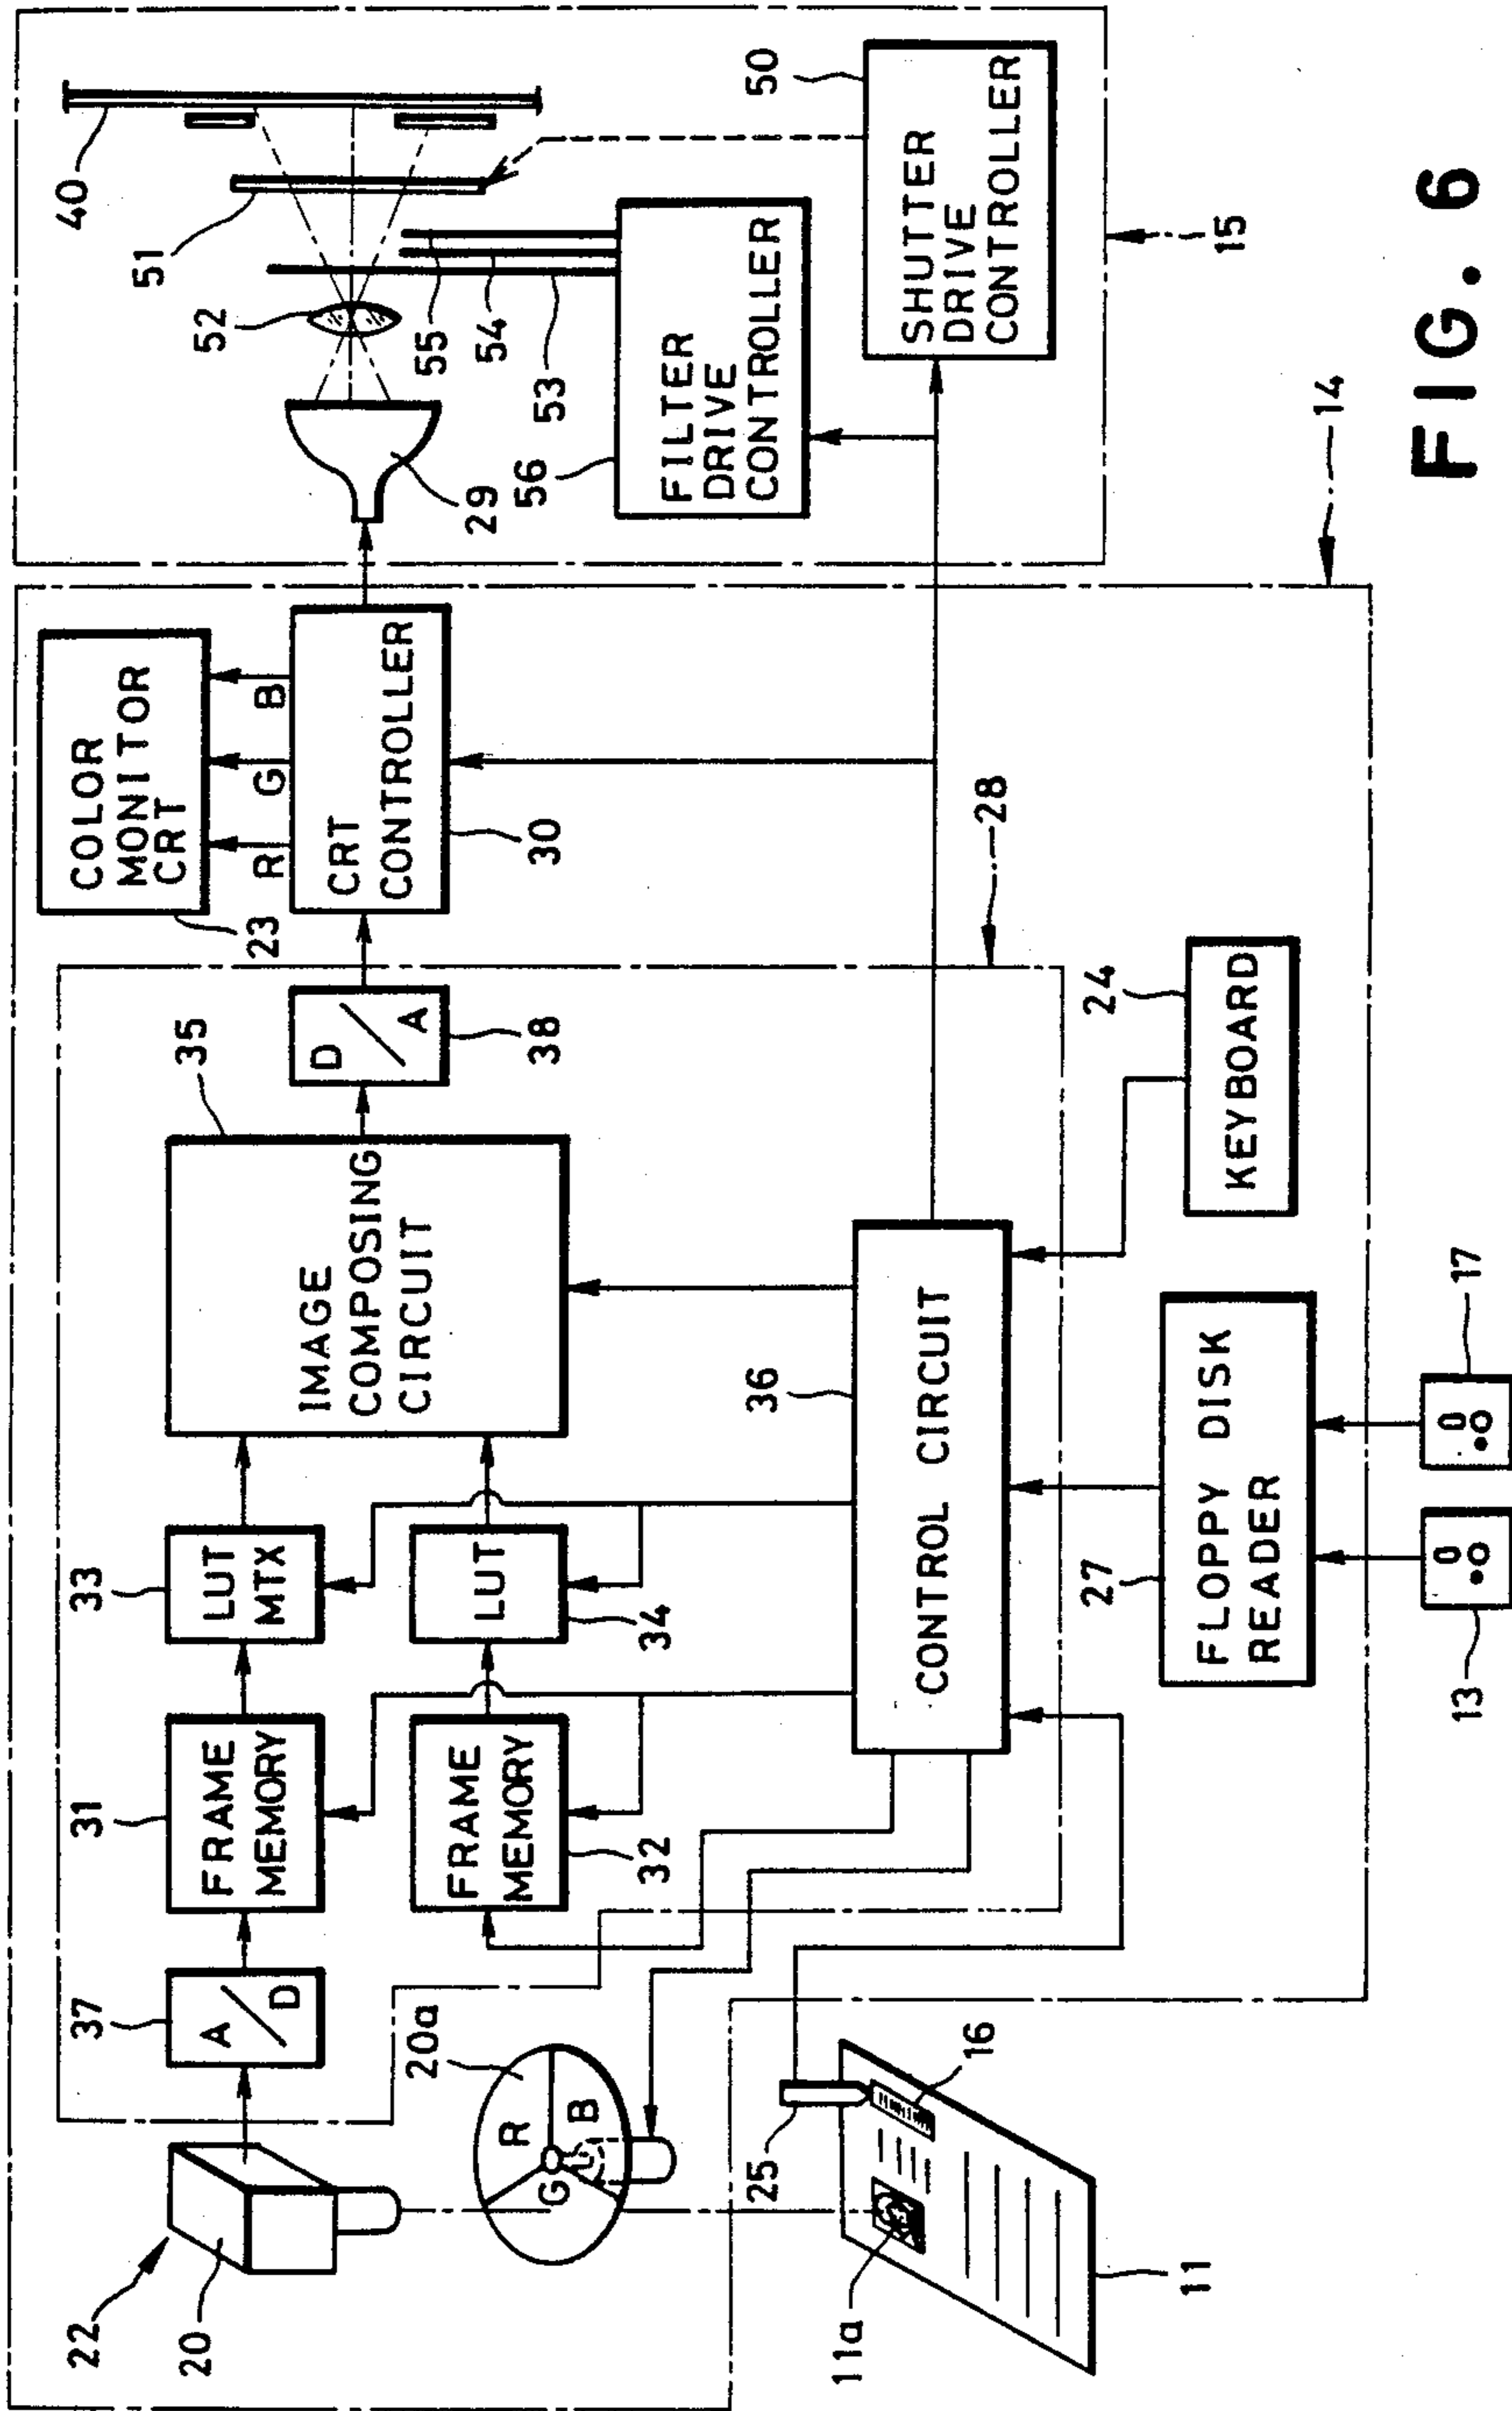 22
20
37
A
D
31
FRAME
MEMORY
33
LUT
MTX
35
IMAGE
COMPOSING
CIRCUIT
D
A
38
COLOR
MONITOR
CRT
23
R
G
B
CRT
CONTROLLER
30
29
52
51
40
55
54
53
56
FILTER
DRIVE
CONTROLLER
50
SHUTTER
DRIVE
CONTROLLER
15
20a
R
G
B
FRAME
MEMORY
32
LUT
34
36
CONTROL CIRCUIT
28
25
16
11a
11
27
FLOPPY DISK
READER
24
KEYBOARD
14
13
17
FIG. 6